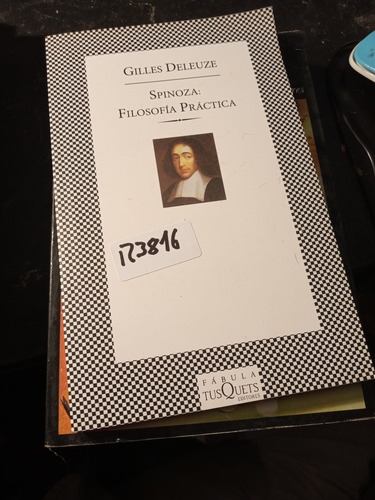 GILLES DELEUZE
SPINOZA:
FILOSOFÍA PRÁCTICA
173816
FÁBULA
TUSQUETS
EDITORES